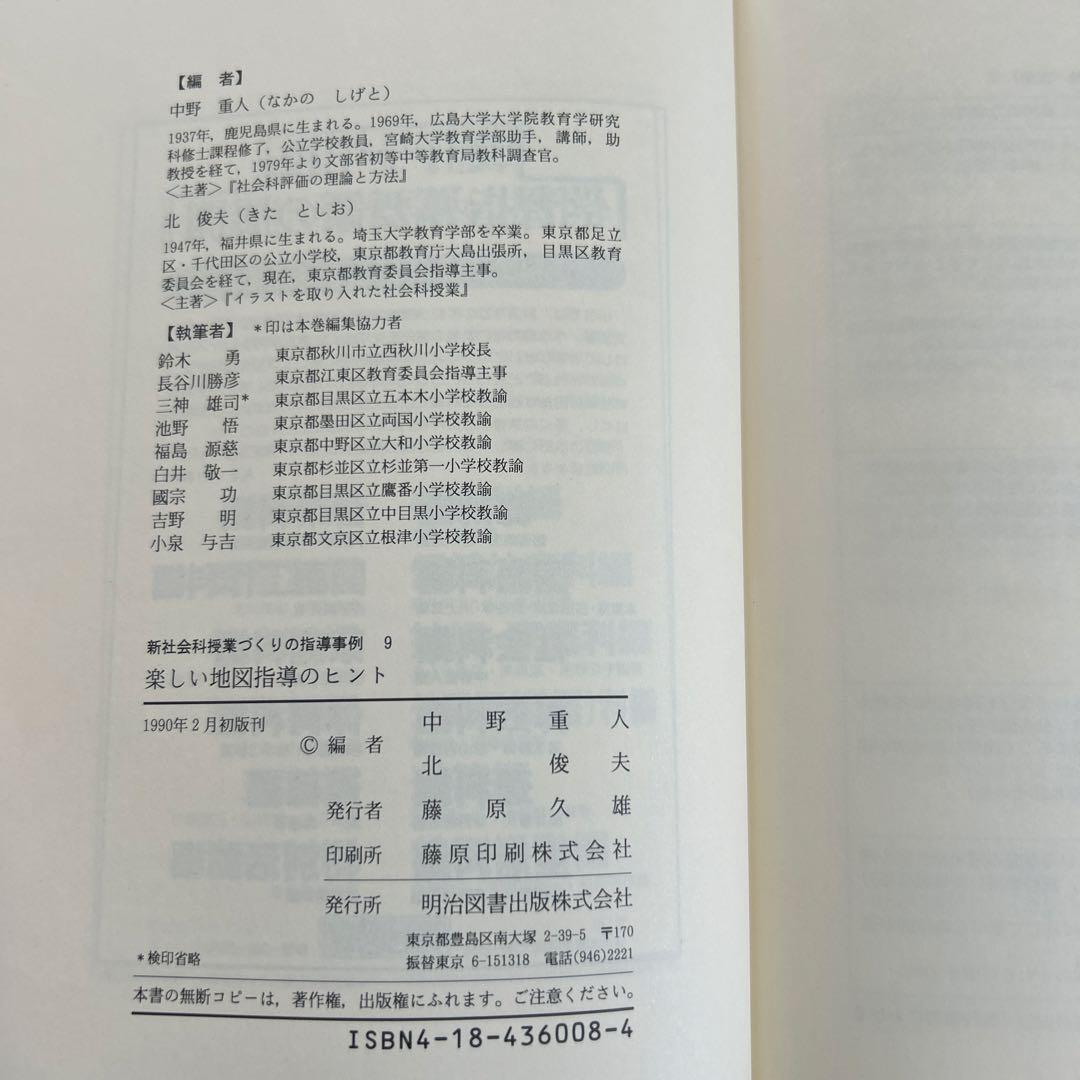 【編 者】
中野 重人（なかの しげと）
1937年，鹿児島県に生まれる。1969年，広島大学大学院教育学研究
科修士課程修了，公立学校教員，宮崎大学教育学部助手，講師，助
教授を経て，1979年より文部省初等中等教育局教科調査官。
＜主著＞『社会科評価の理論と方法』
北 俊夫（きた としお）
1947年，福井県に生まれる。埼玉大学教育学部を卒業。東京都足立
区・千代田区の公立小学校，東京都教育庁大島出張所，目黒区教育
委員会を経て，現在，東京都教育委員会指導主事。
＜主著＞『イラストを取り入れた社会科授業』
【執筆者】 *印は本巻編集協力者
鈴木 勇 東京都秋川市立西秋川小学校長
長谷川勝彦 東京都江東区教育委員会指導主事
三神 雄司* 東京都目黒区立五本木小学校教諭
池野 悟 東京都墨田区立両国小学校教諭
福島 源慈 東京都中野区立大和小学校教諭
白井 敬一 東京都杉並区立杉並第一小学校教諭
國宗 功 東京都目黒区立鷹番小学校教諭
吉野 明 東京都目黒区立中目黒小学校教諭
小泉 与吉 東京都文京区立根津小学校教諭
新社会科授業づくりの指導事例 9
楽しい地図指導のヒント
1990年2月初版刊
中野重人
Ⓒ 編 者
北 俊夫
発行者 藤原久雄
印刷所 藤原印刷株式会社
発行所 明治図書出版株式会社
東京都豊島区南大塚 2-39-5 〒170
*検印省略 振替東京 6-151318 電話(946)2221
本書の無断コピーは，著作権，出版権にふれます。ご注意ください。
ISBN4-18-436008-4